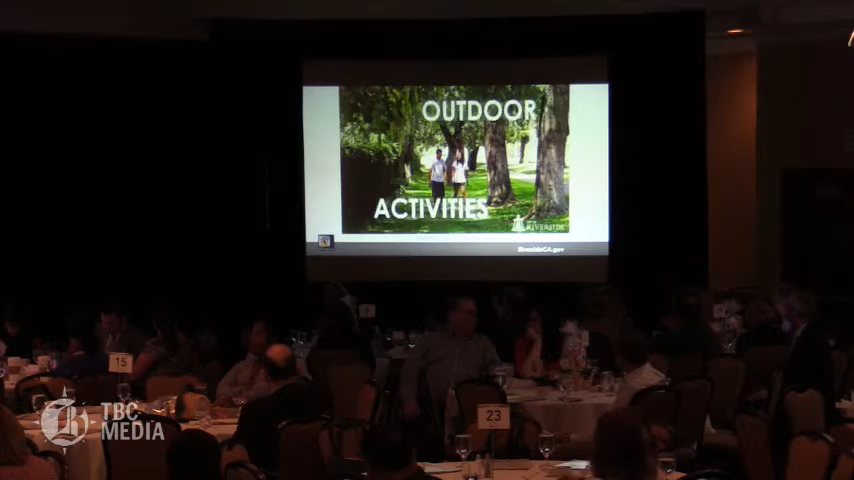 OUTDOOR
ACTIVITIES
RIVERSIDE
RiversideCA.gov
15
23
TBC
MEDIA